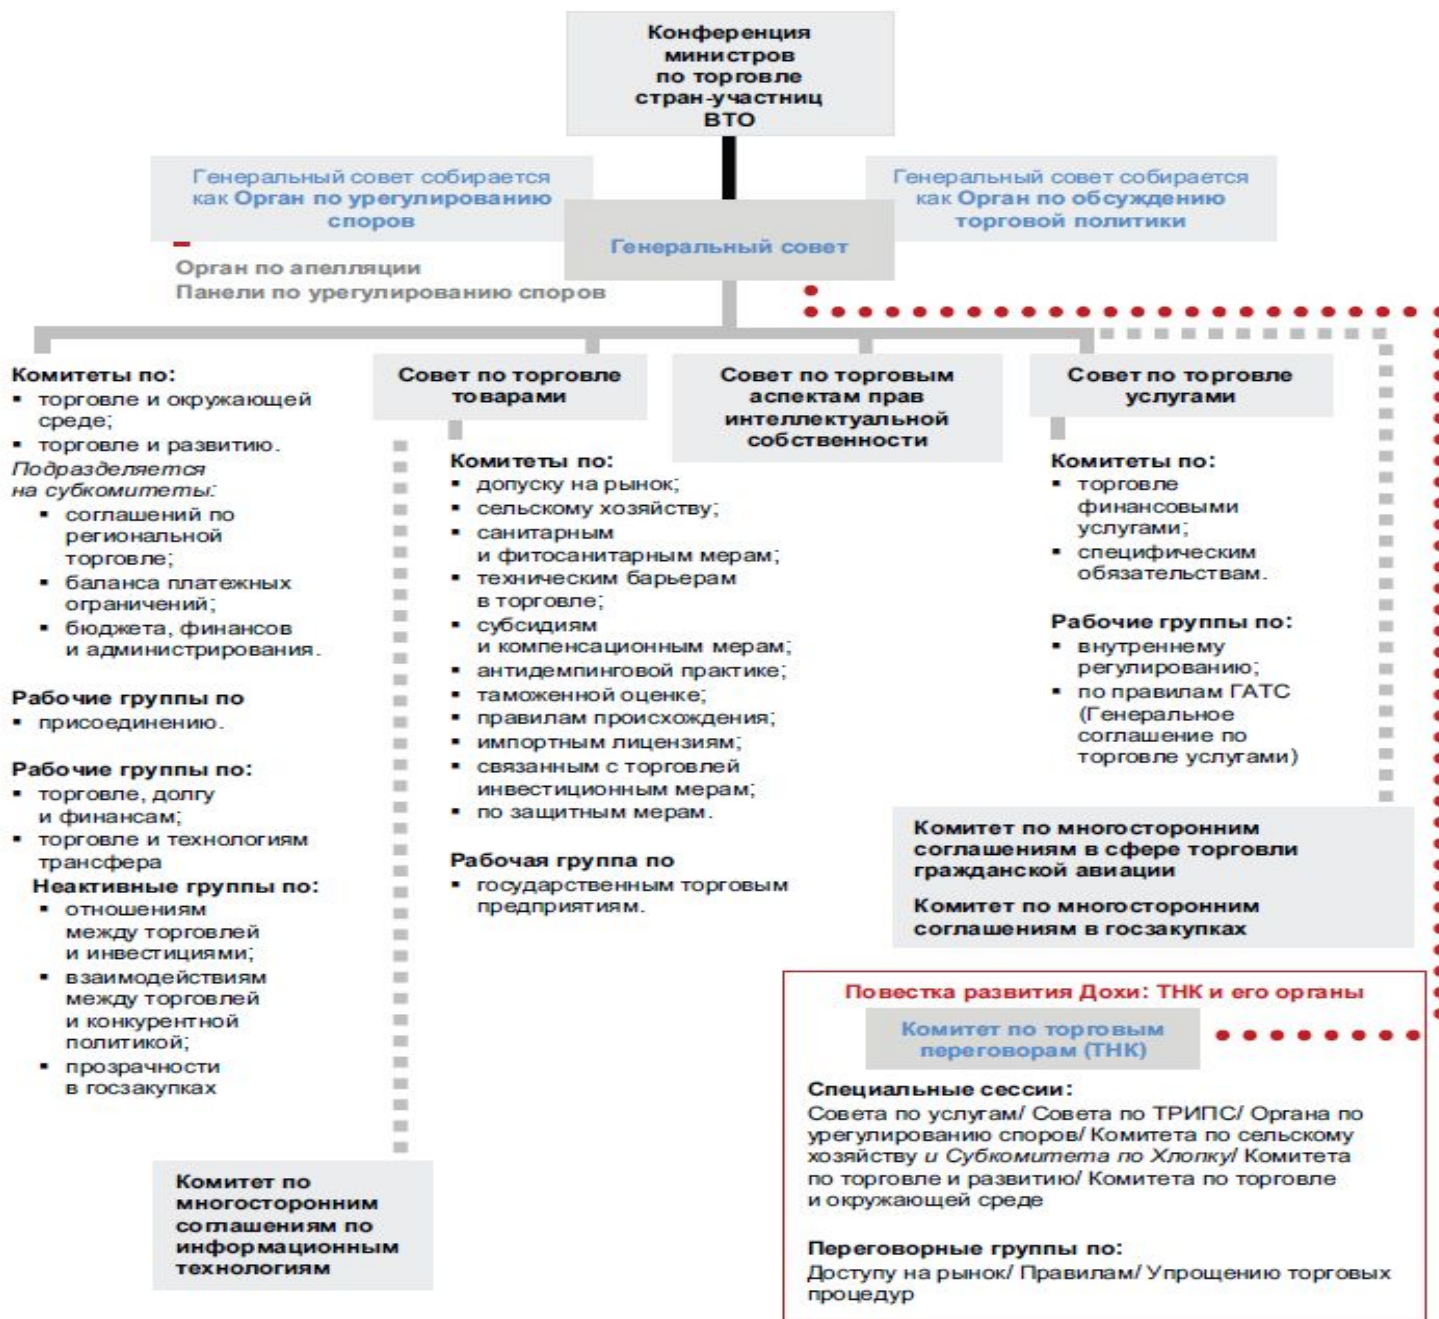 Конференция
министров
по торговле
стран-участниц
ВТО
Генеральный совет собирается
как Орган по урегулированию
споров
Генеральный совет собирается
как Орган по обсуждению
торговой политики
Генеральный совет
Орган по апелляции
Панели по урегулированию споров
Комитеты по:
▪ торговле и окружающей
среде;
▪ торговле и развитию.
Подразделяется
на субкомитеты:
▪ соглашений по
региональной
торговле;
▪ баланса платежных
ограничений;
▪ бюджета, финансов
и администрирования.
Рабочие группы по
▪ присоединению.
Рабочие группы по:
▪ торговле, долгу
и финансам;
▪ торговле и технологиям
трансфера
Неактивные группы по:
▪ отношениям
между торговлей
и инвестициями;
▪ взаимодействиям
между торговлей
и конкурентной
политикой;
▪ прозрачности
в госзакупках
Совет по торговле
товарами
Комитеты по:
▪ допуску на рынок;
▪ сельскому хозяйству;
▪ санитарным
и фитосанитарным мерам;
▪ техническим барьерам
в торговле;
▪ субсидиям
и компенсационным мерам;
▪ антидемпинговой практике;
▪ таможенной оценке;
▪ правилам происхождения;
▪ импортным лицензиям;
▪ связанным с торговлей
инвестиционным мерам;
▪ по защитным мерам.
Рабочая группа по
▪ государственным торговым
предприятиям.
Комитет по
многосторонним
соглашениям по
информационным
технологиям
Совет по торговым
аспектам прав
интеллектуальной
собственности
Совет по торговле
услугами
Комитеты по:
▪ торговле
финансовыми
услугами;
▪ специфическим
обязательствам.
Рабочие группы по:
▪ внутреннему
регулированию;
▪ по правилам ГАТС
(Генеральное
соглашение по
торговле услугами)
Комитет по многосторонним
соглашениям в сфере торговли
гражданской авиации
Комитет по многосторонним
соглашениям в госзакупках
Повестка развития Дохи: ТНК и его органы
Комитет по торговым
переговорам (ТНК)
Специальные сессии:
Совета по услугам/ Совета по ТРИПС/ Органа по
урегулированию споров/ Комитета по сельскому
хозяйству и Субкомитета по Хлопку/ Комитета
по торговле и развитию/ Комитета по торговле
и окружающей среде
Переговорные группы по:
Доступу на рынок/ Правилам/ Упрощению торговых
процедур